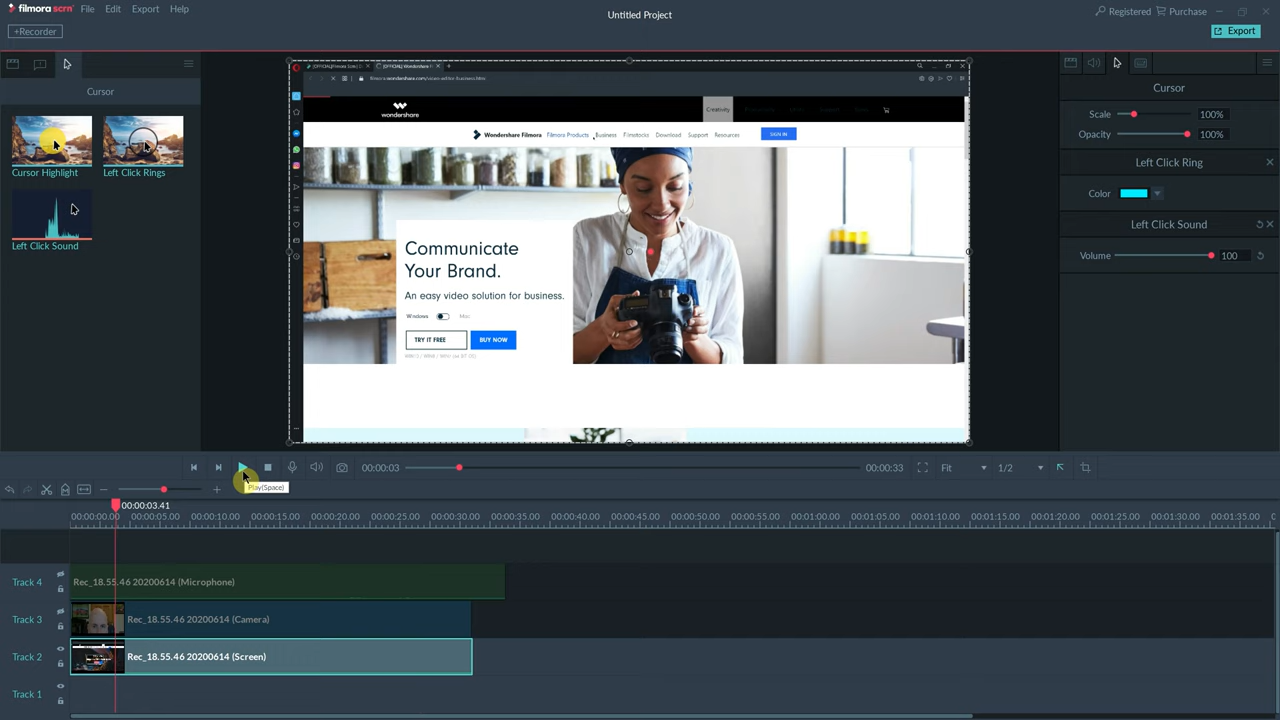 filmora scrn File Edit Export Help
Untitled Project
Registered Purchase
+Recorder
Export
Cursor
Cursor Highlight
Left Click Rings
Left Click Sound
wondershare
Creativity
Wondershare Filmora Filmora Products Business Filmstocks Download Support Resources SIGN IN
Communicate
Your Brand.
An easy video solution for business.
Windows Mac
TRY IT FREE BUY NOW
Cursor
Scale 100%
Opacity 100%
Left Click Ring
Color
Left Click Sound
Volume 100
00:00:03 00:00:33 Fit 1/2
Play(Space)
00:00:03.41
00:00:00.00 00:00:05.00 00:00:10.00 00:00:15.00 00:00:20.00 00:00:25.00 00:00:30.00 00:00:35.00 00:00:40.00 00:00:45.00 00:00:50.00 00:00:55.00 00:01:00.00 00:01:05.00 00:01:10.00 00:01:15.00 00:01:20.00 00:01:25.00 00:01:30.00 00:01:35.00
Track 4 Rec_18.55.46 20200614 (Microphone)
Track 3 Rec_18.55.46 20200614 (Camera)
Track 2 Rec_18.55.46 20200614 (Screen)
Track 1